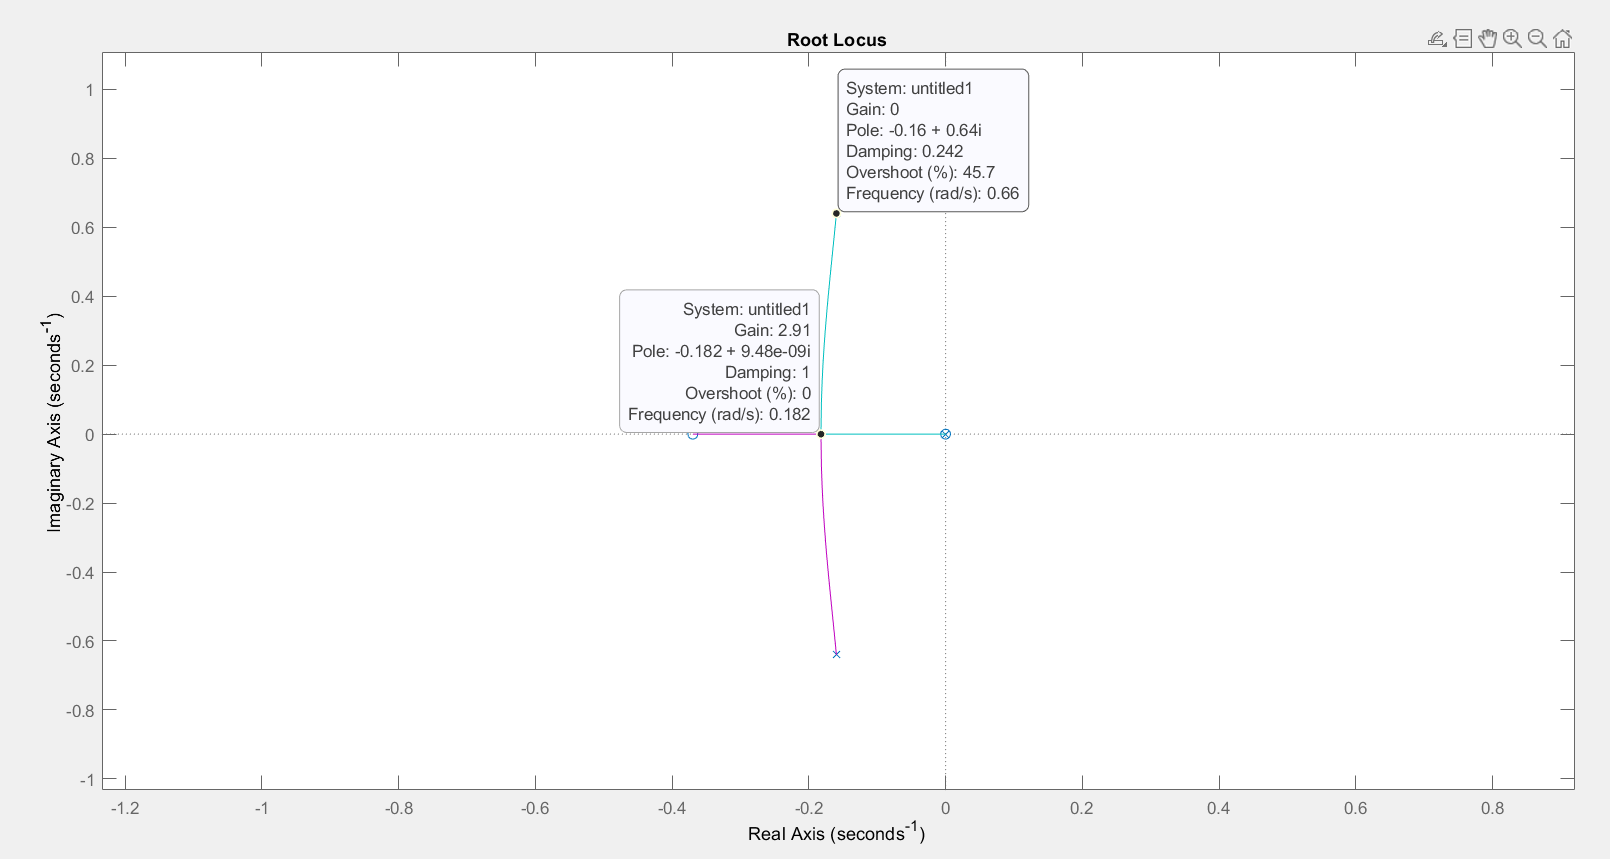 Root Locus
System: untitled1
Gain: 0
Pole: -0.16 + 0.64i
Damping: 0.242
Overshoot (%): 45.7
Frequency (rad/s): 0.66
System: untitled1
Gain: 2.91
Pole: -0.182 + 9.48e-09i
Damping: 1
Overshoot (%): 0
Frequency (rad/s): 0.182
Imaginary Axis (seconds⁻¹)
1
0.8
0.6
0.4
0.2
0
-0.2
-0.4
-0.6
-0.8
-1
-1.2
-1
-0.8
-0.6
-0.4
-0.2
0
0.2
0.4
0.6
0.8
Real Axis (seconds⁻¹)